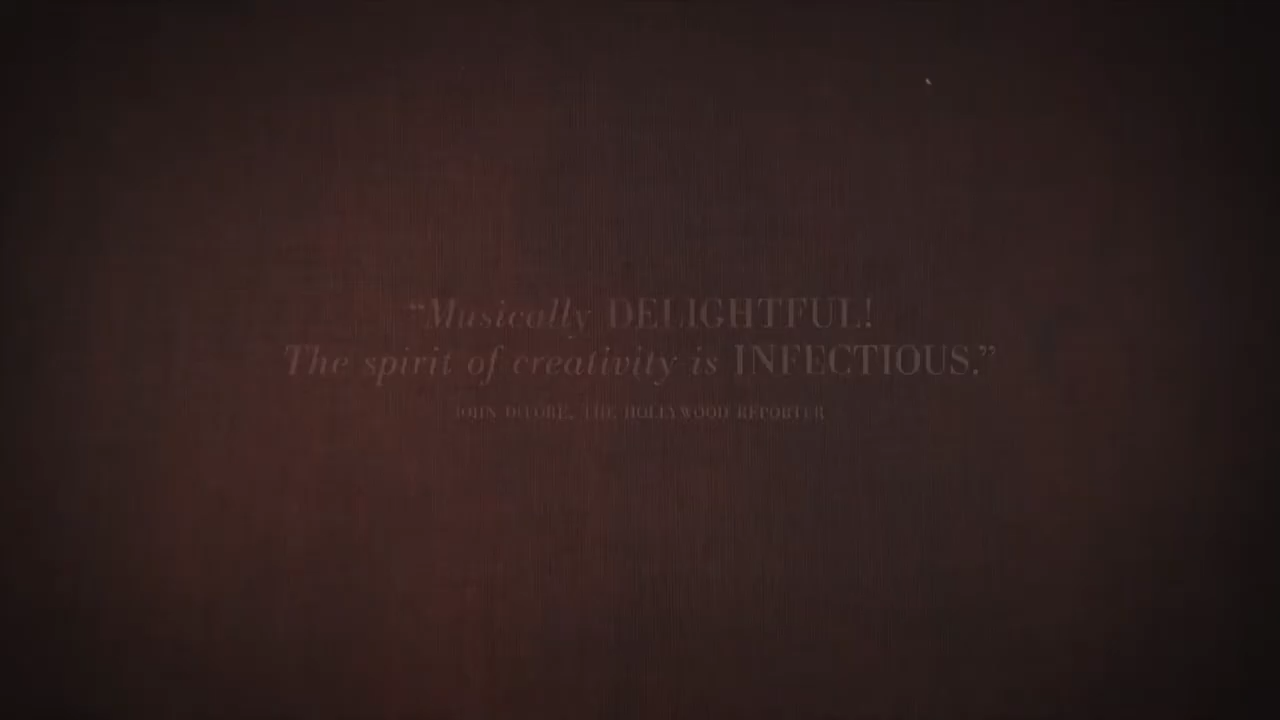 “Musically DELIGHTFUL!
The spirit of creativity is INFECTIOUS.”
JOHN DEFORE, THE HOLLYWOOD REPORTER